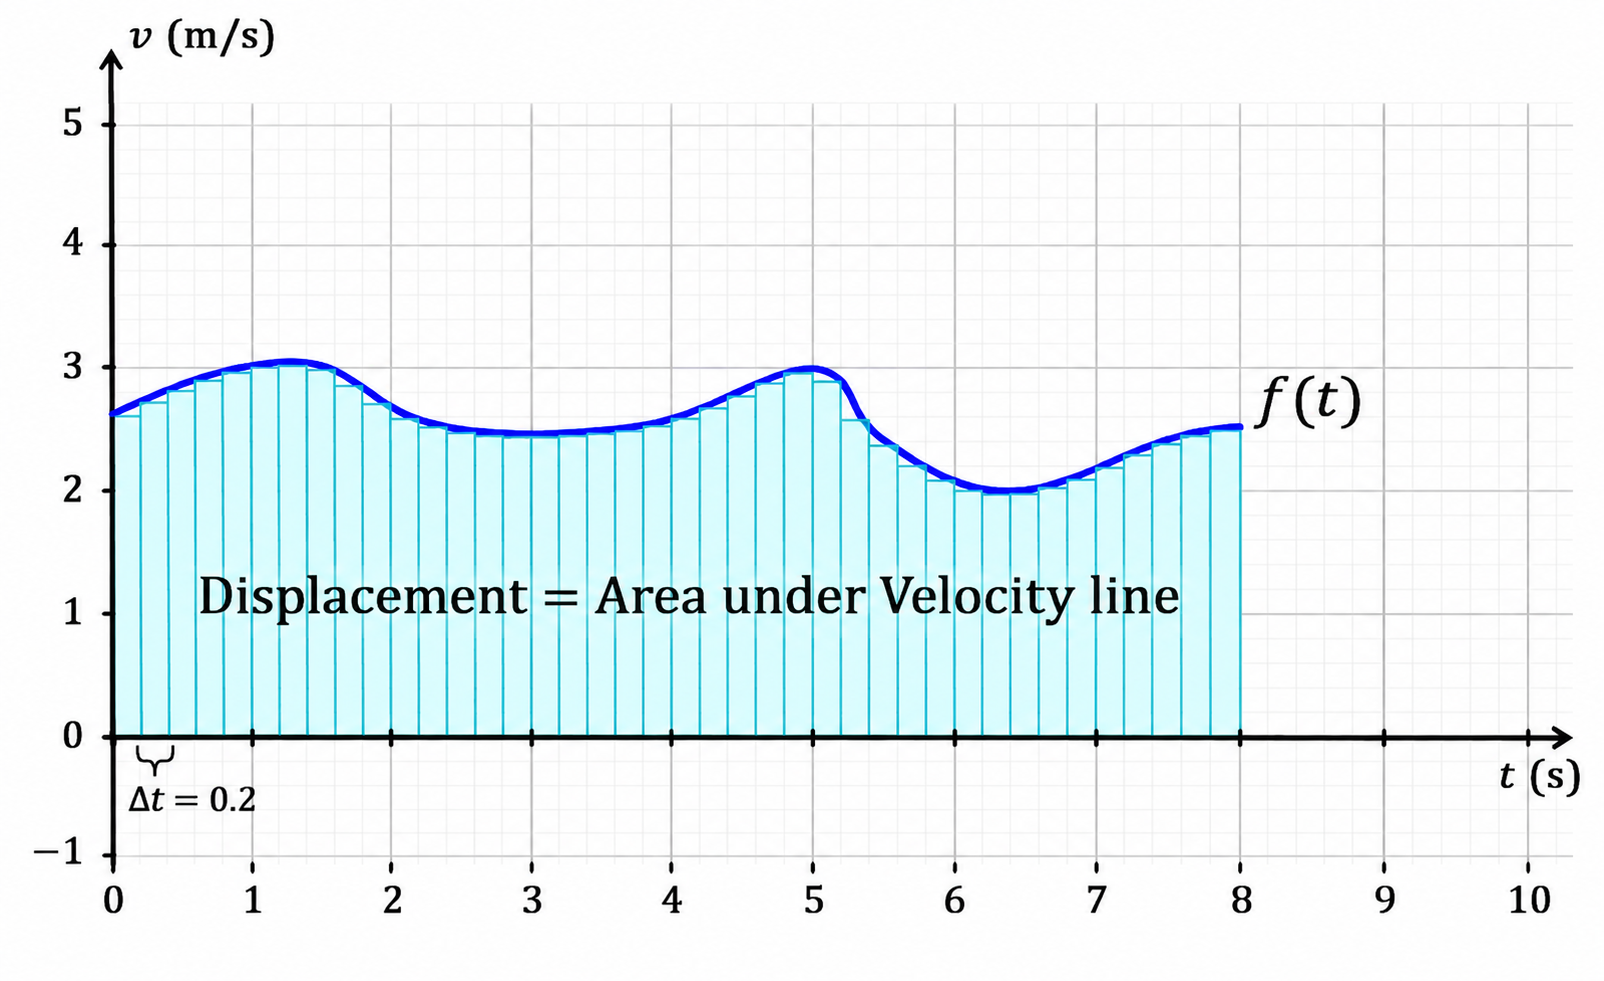 v (m/s)
5
4
3
f(t)
2
Displacement = Area under Velocity line
1
0
t (s)
Δt = 0.2
−1
0 1 2 3 4 5 6 7 8 9 10